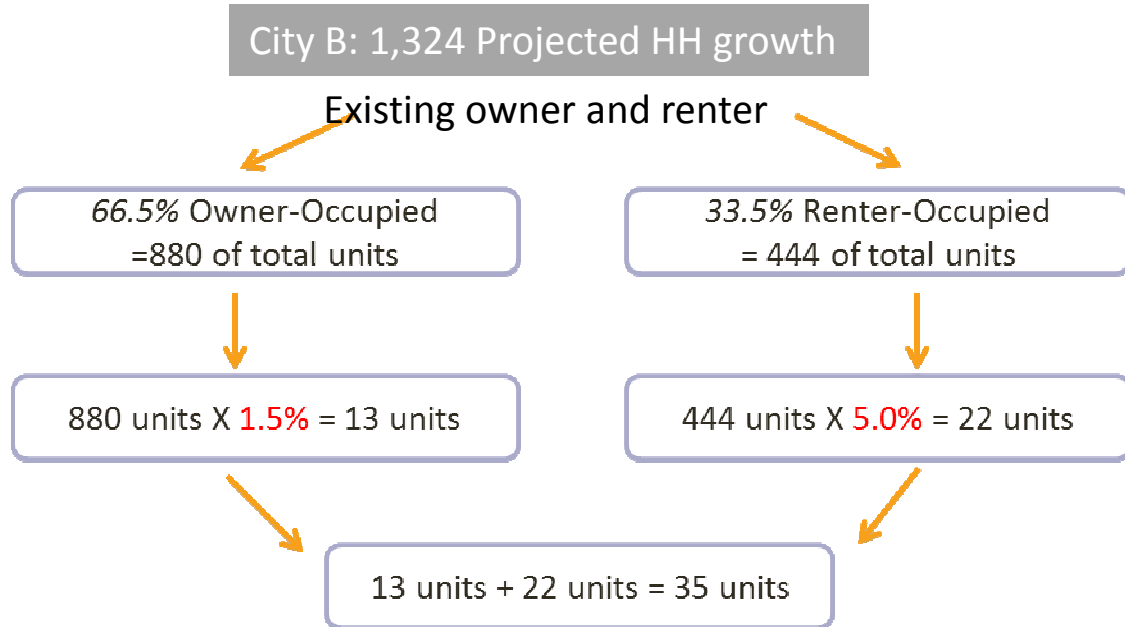 City B: 1,324 Projected HH growth
Existing owner and renter
66.5% Owner-Occupied
=880 of total units
33.5% Renter-Occupied
= 444 of total units
880 units X 1.5% = 13 units
444 units X 5.0% = 22 units
13 units + 22 units = 35 units